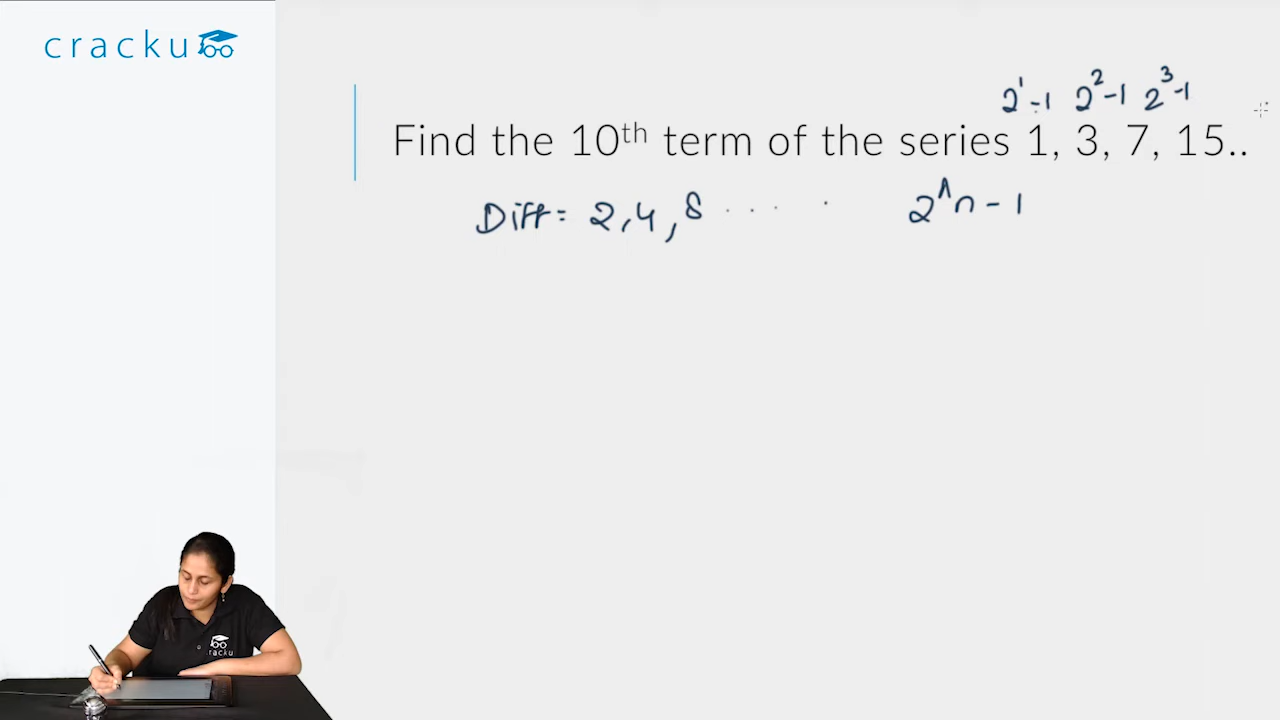 cracku
2¹-1 2²-1 2³-1
Find the 10th term of the series 1, 3, 7, 15..
Diff = 2, 4, 8 . . . .
2^n - 1
cracku